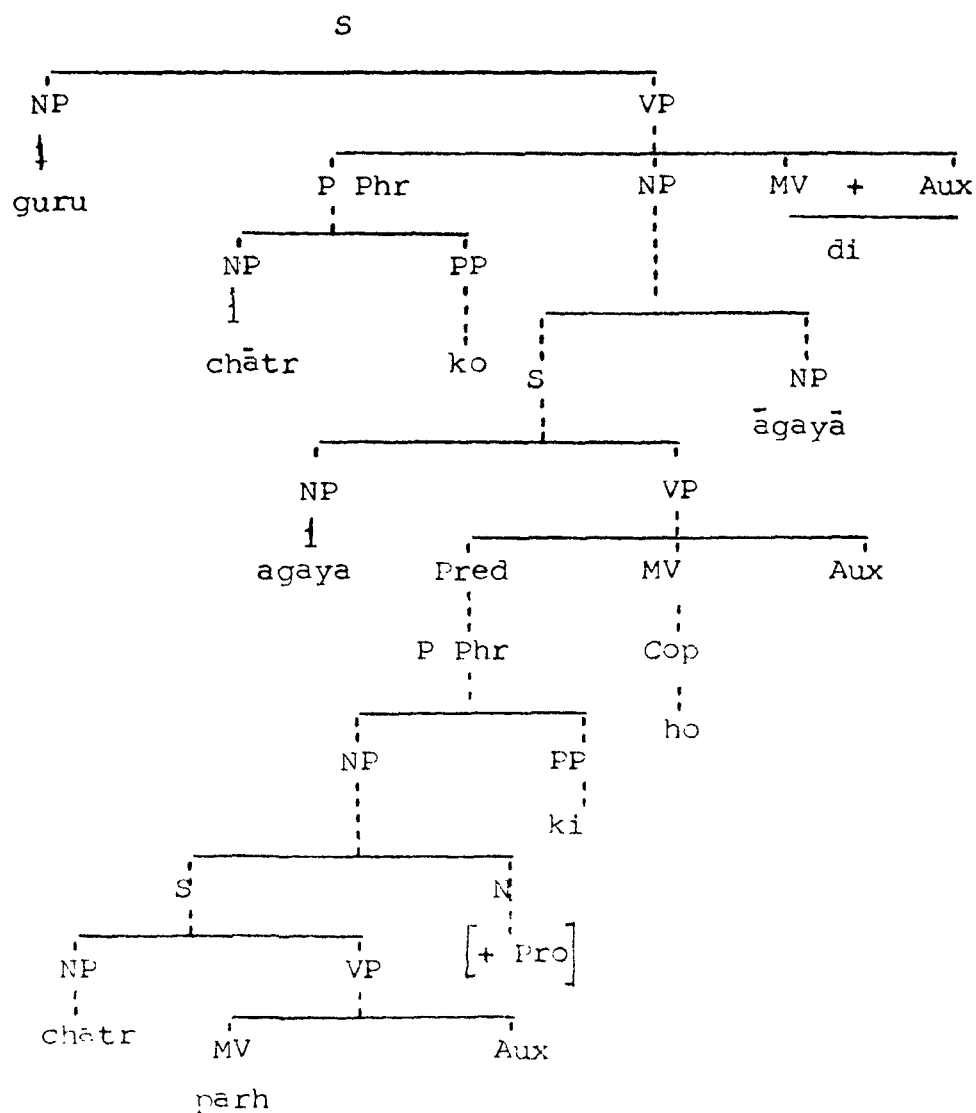 S
NP VP
guru P Phr NP MV + Aux
di
NP PP
chātr ko S NP
āgayā
NP VP
agaya Pred MV Aux
P Phr Cop
ho
NP PP
ki
S N
NP VP [+ Pro]
chātr MV Aux
parh